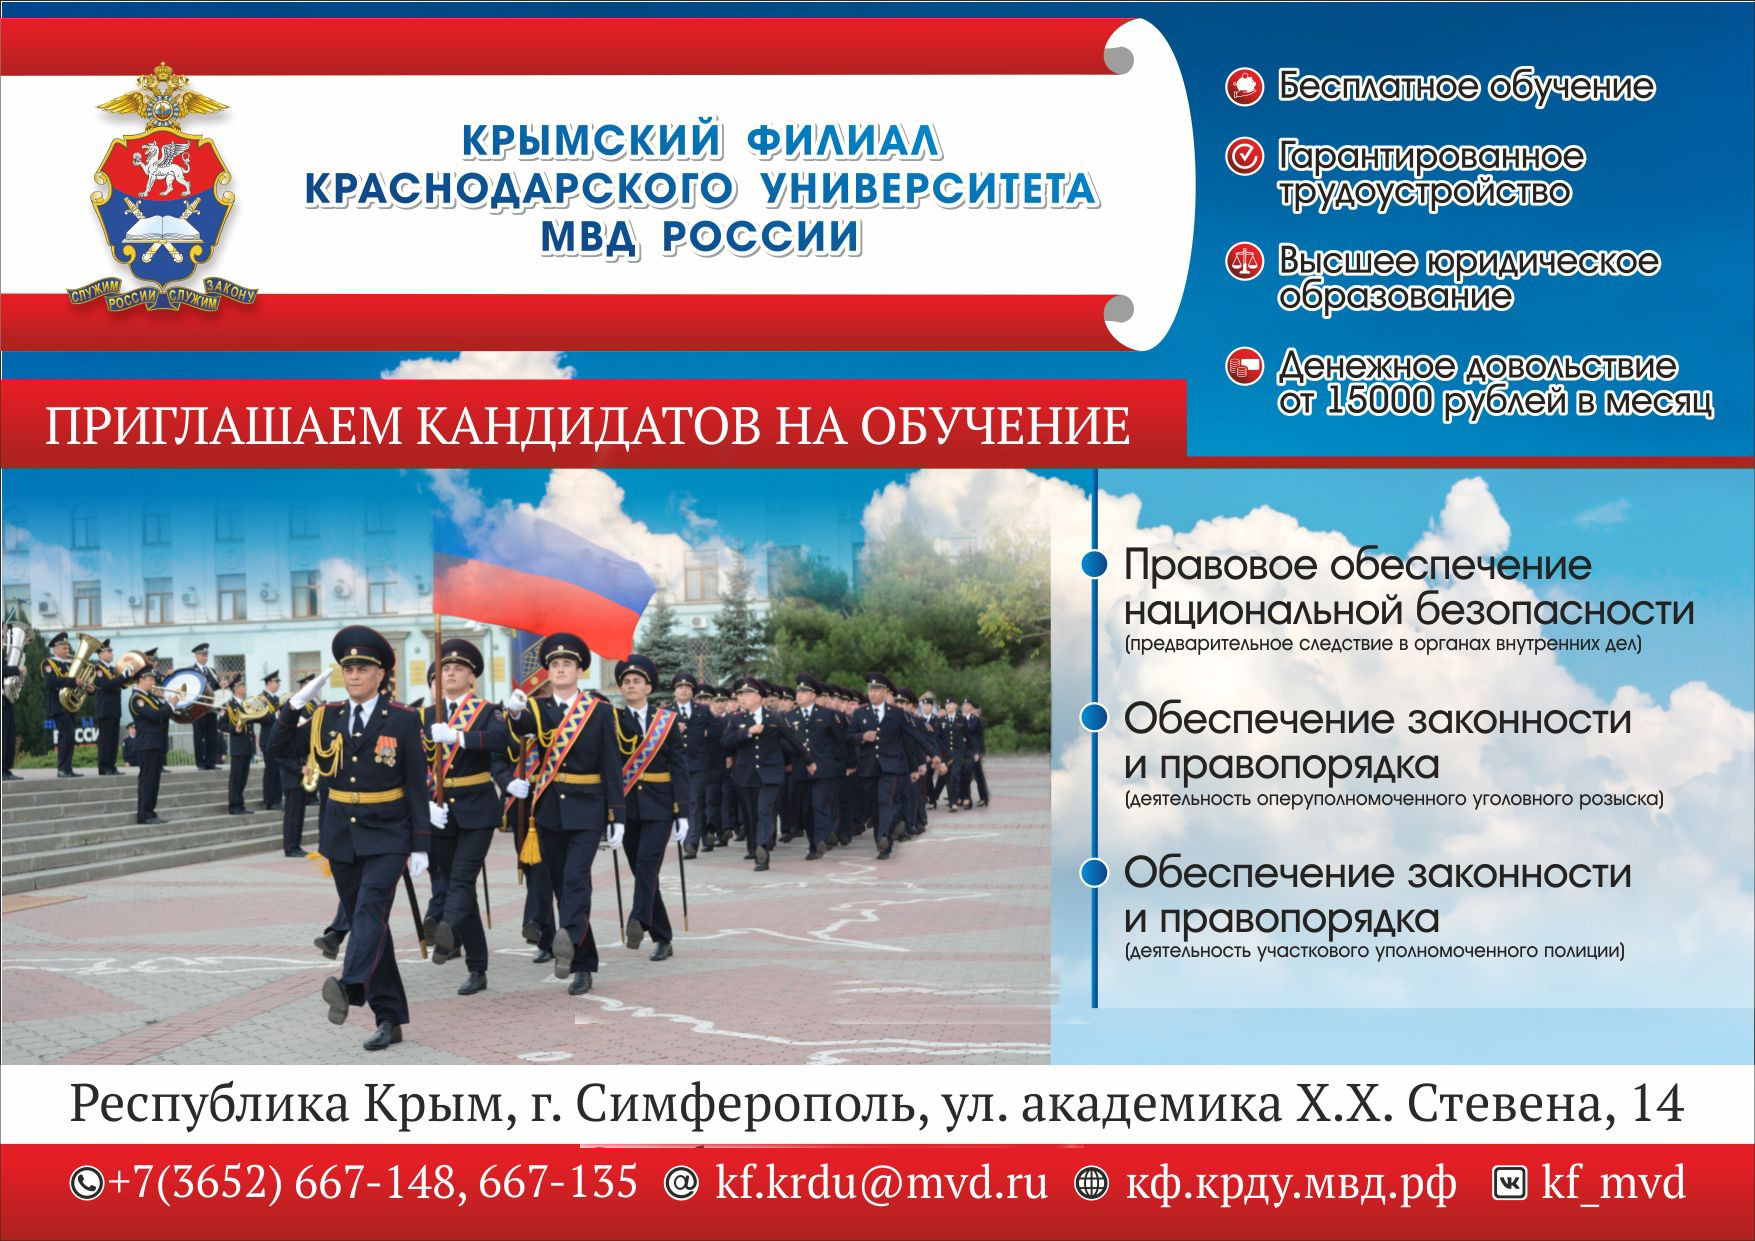 КРЫМСКИЙ ФИЛИАЛ
КРАСНОДАРСКОГО УНИВЕРСИТЕТА
МВД РОССИИ
СЛУЖИМ РОССИИ СЛУЖИМ ЗАКОНУ
Бесплатное обучение
Гарантированное
трудоустройство
Высшее юридическое
образование
Денежное довольствие
от 15000 рублей в месяц
ПРИГЛАШАЕМ КАНДИДАТОВ НА ОБУЧЕНИЕ
Правовое обеспечение
национальной безопасности
(предварительное следствие в органах внутренних дел)
Обеспечение законности
и правопорядка
(деятельность оперуполномоченного уголовного розыска)
Обеспечение законности
и правопорядка
(деятельность участкового уполномоченного полиции)
Республика Крым, г. Симферополь, ул. академика Х.Х. Стевена, 14
+7(3652) 667-148, 667-135 kf.krdu@mvd.ru кф.крду.мвд.рф kf_mvd